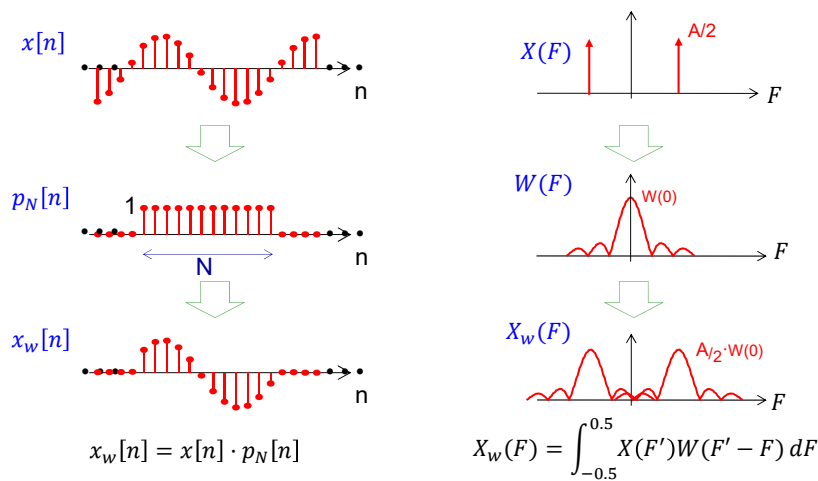 x[n]
n
A/2
X(F)
F
p_N[n]
1
N
n
W(F)
W(0)
F
x_w[n]
n
X_w(F)
A/2·W(0)
F
x_w[n] = x[n] · p_N[n]
X_w(F) = ∫_{-0.5}^{0.5} X(F′)W(F′ − F) dF